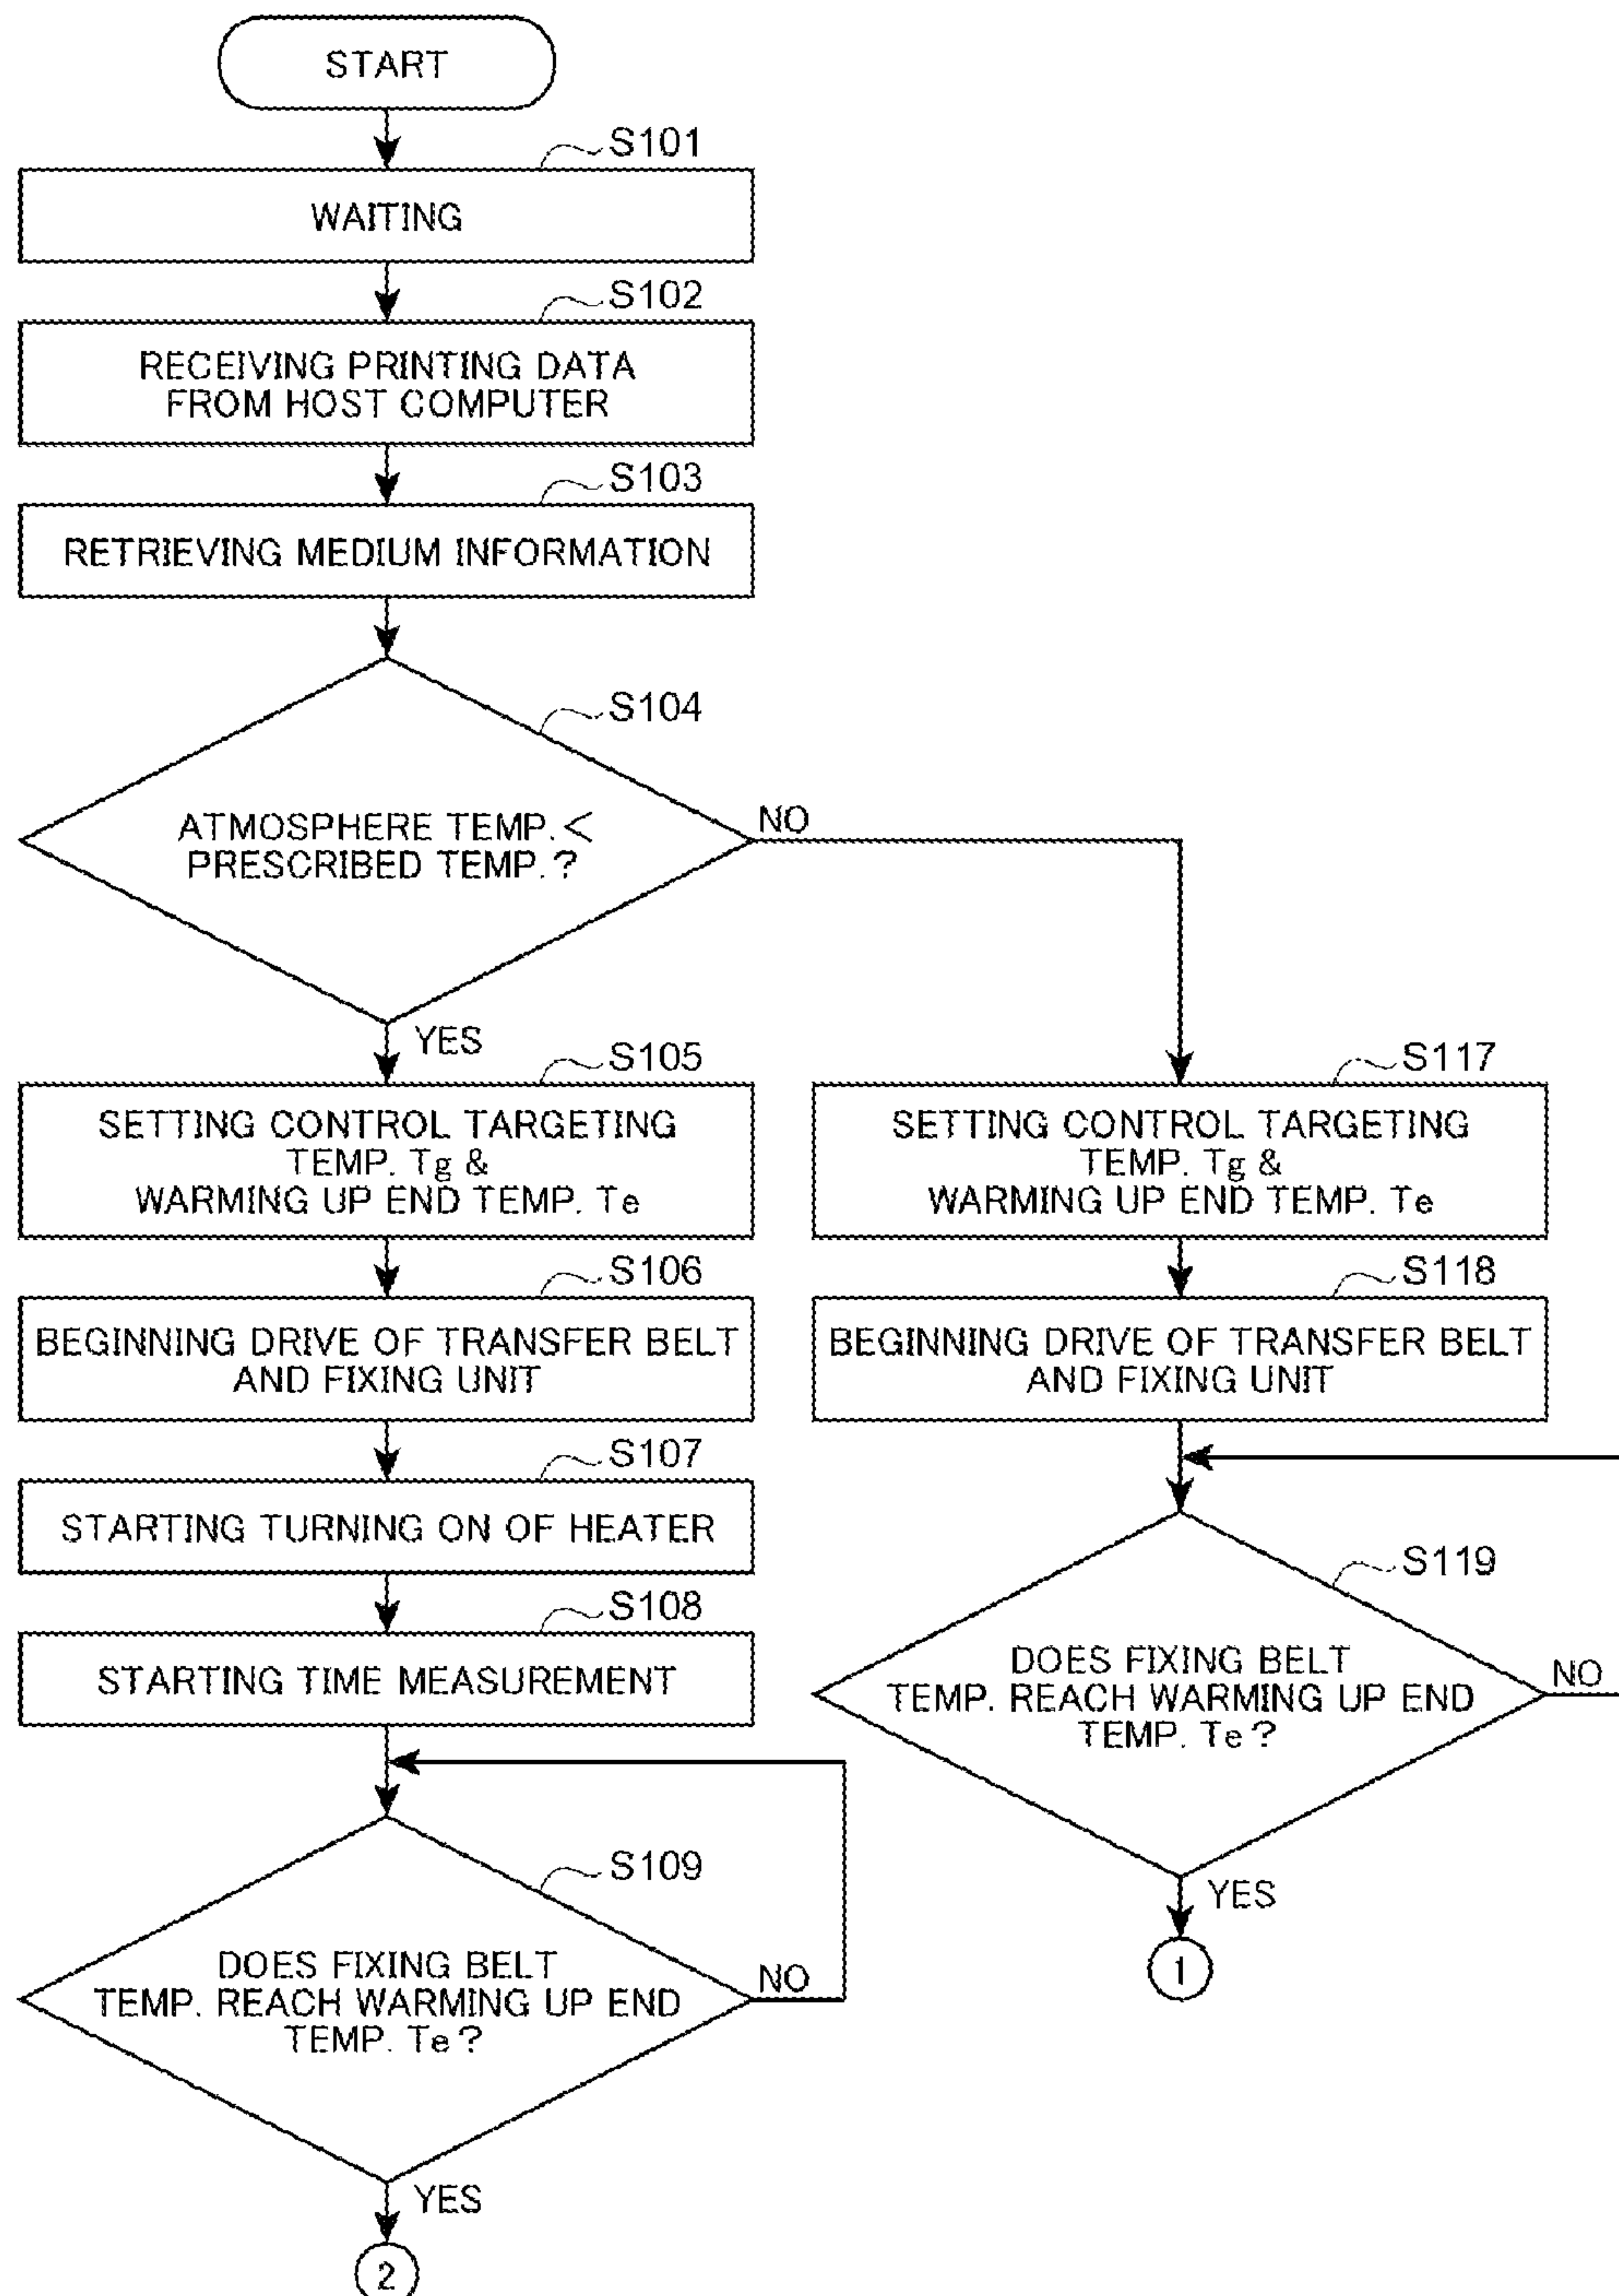 START
S101
WAITING
S102
RECEIVING PRINTING DATA
FROM HOST COMPUTER
S103
RETRIEVING MEDIUM INFORMATION
S104
ATMOSPHERE TEMP. <
PRESCRIBED TEMP. ?
NO
YES
S105
SETTING CONTROL TARGETING
TEMP. Tg &
WARMING UP END TEMP. Te
S106
BEGINNING DRIVE OF TRANSFER BELT
AND FIXING UNIT
S107
STARTING TURNING ON OF HEATER
S108
STARTING TIME MEASUREMENT
S109
DOES FIXING BELT
TEMP. REACH WARMING UP END
TEMP. Te ?
NO
YES
2
S117
SETTING CONTROL TARGETING
TEMP. Tg &
WARMING UP END TEMP. Te
S118
BEGINNING DRIVE OF TRANSFER BELT
AND FIXING UNIT
S119
DOES FIXING BELT
TEMP. REACH WARMING UP END
TEMP. Te ?
NO
YES
1